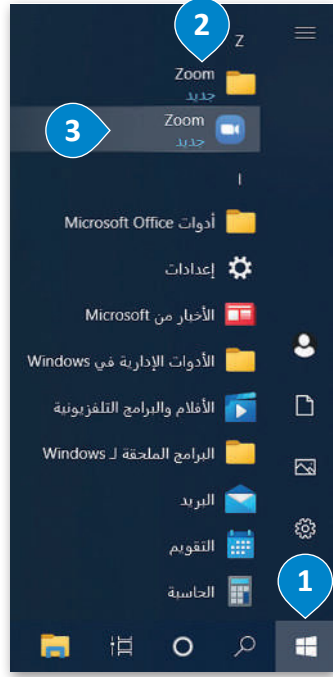 2
Z
Zoom
جديد
3
Zoom
جديد
ا
أدوات Microsoft Office
إعدادات
الأخبار من Microsoft
الأدوات الإدارية في Windows
الأفلام والبرامج التلفزيونية
البرامج الملحقة لـ Windows
البريد
التقويم
الحاسبة
1